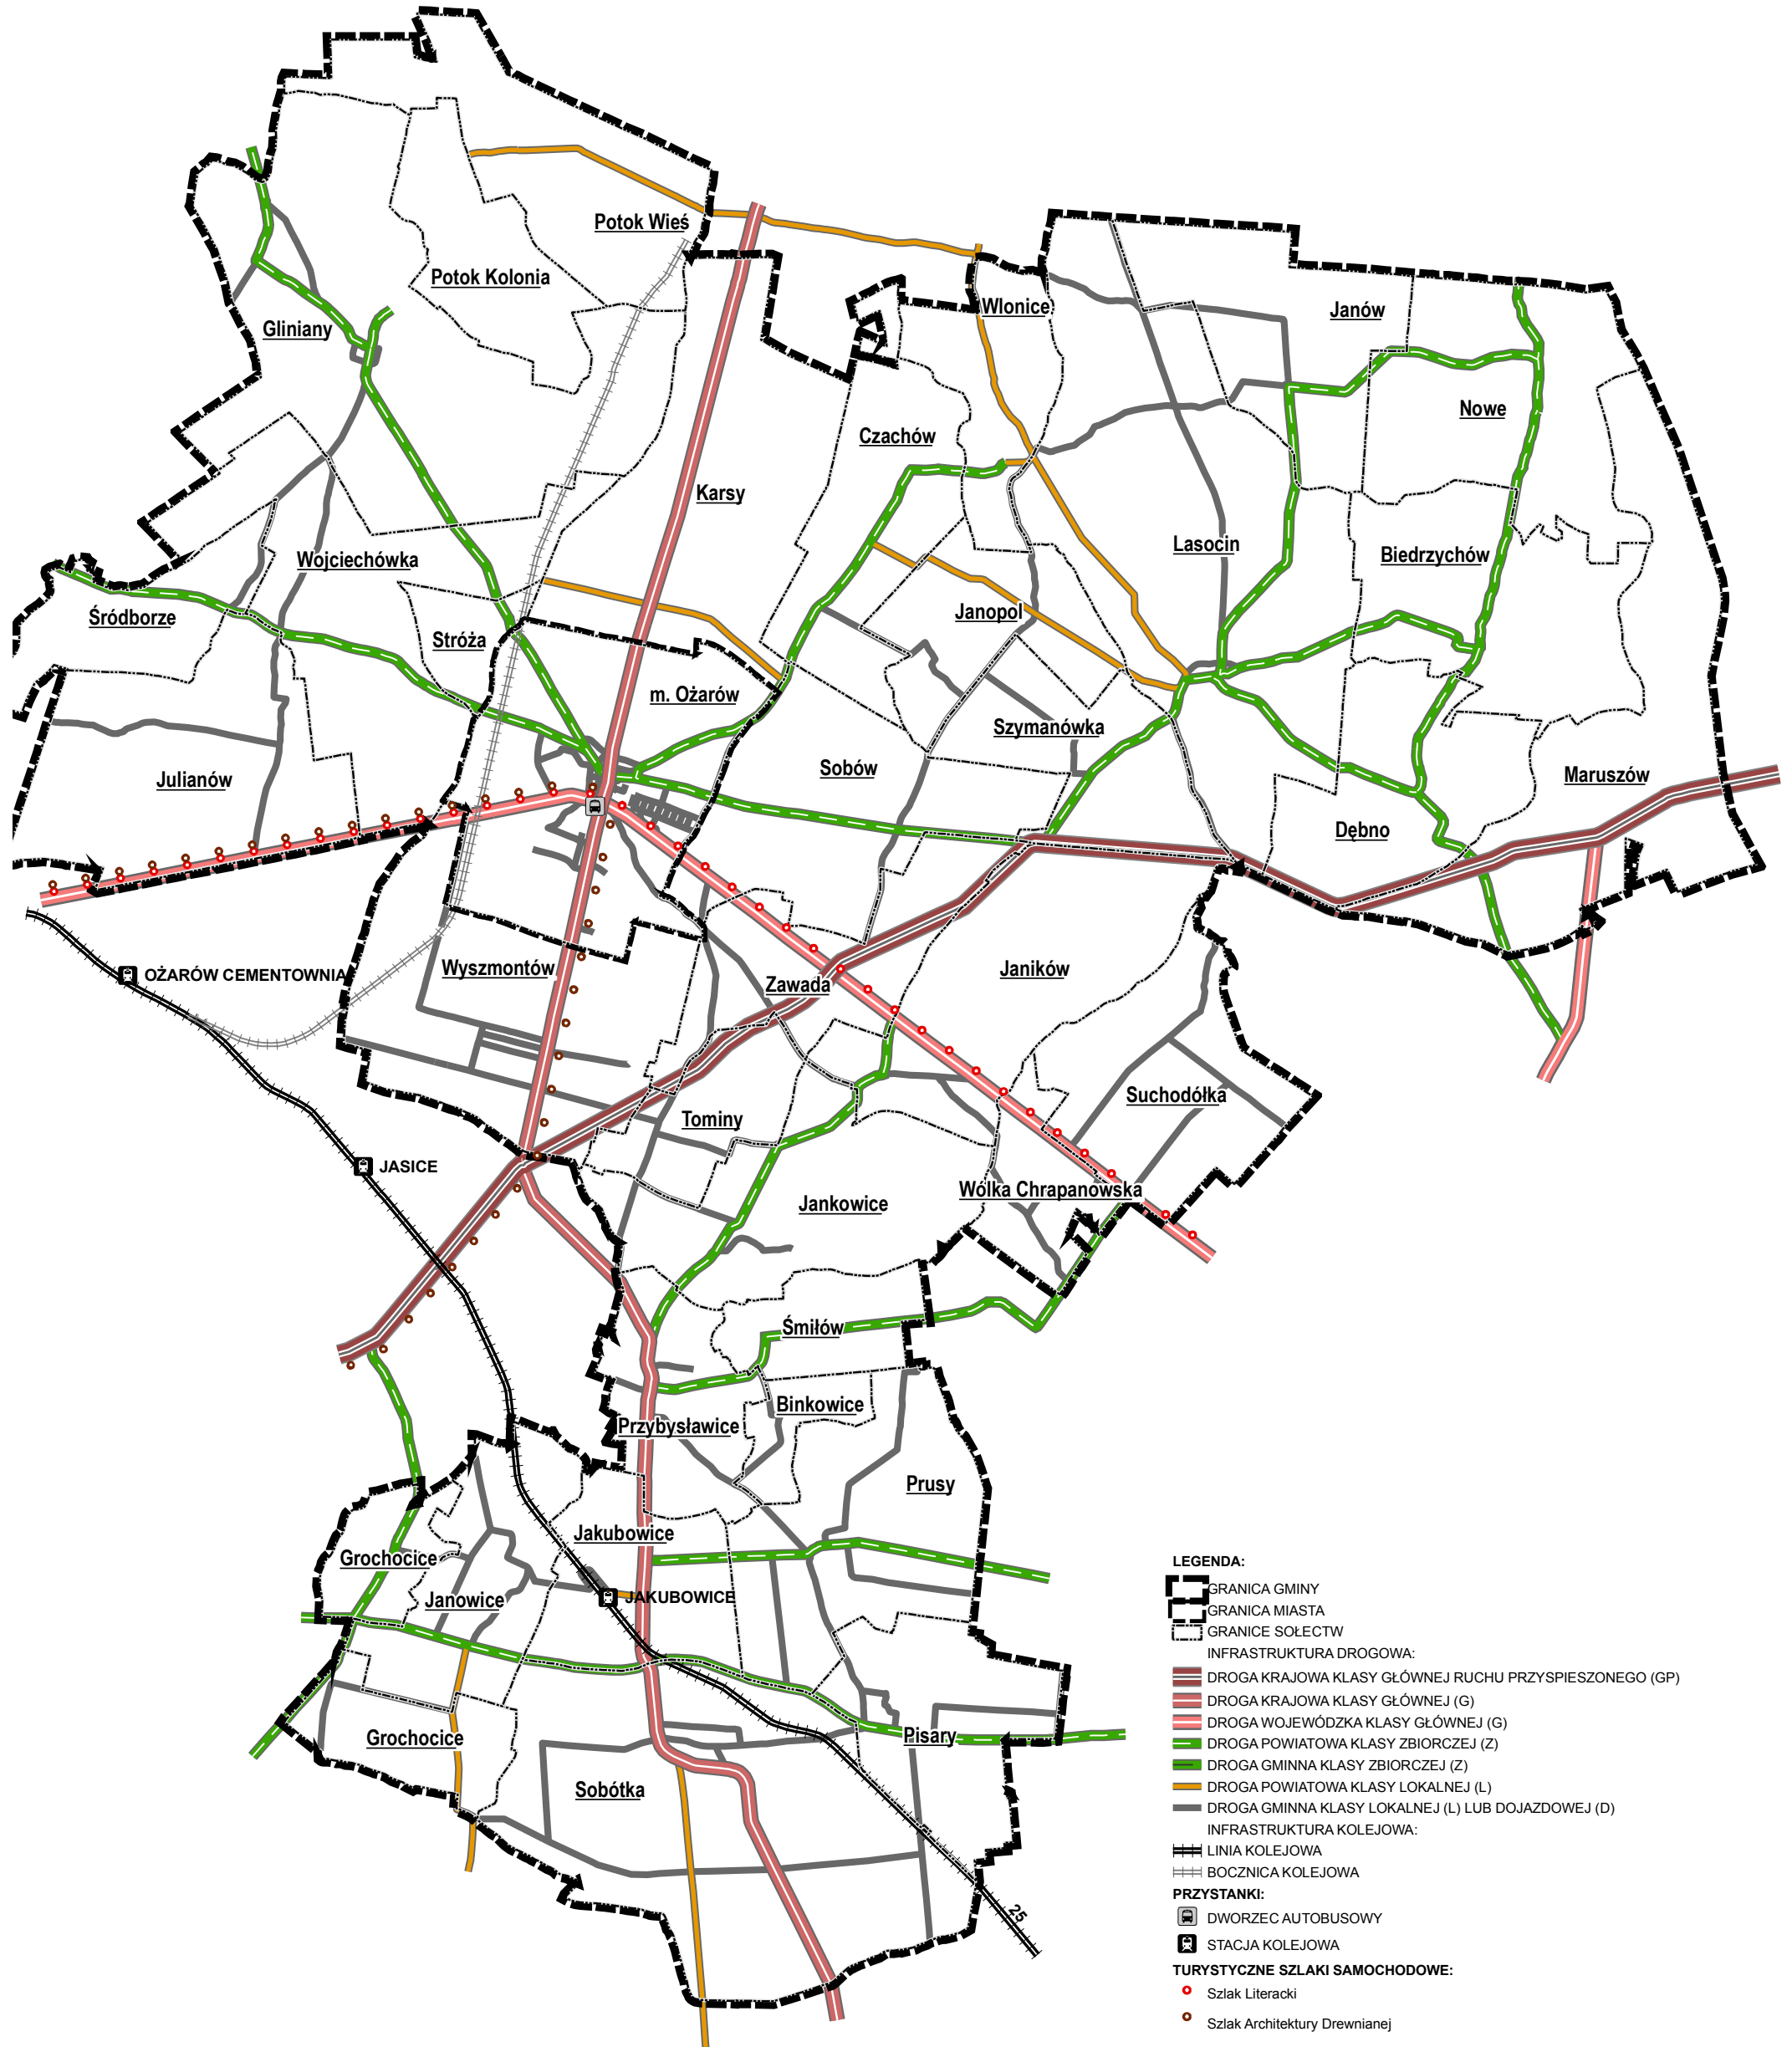 Potok Wieś
Potok Kolonia
Włonice
Janów
Gliniany
Nowe
Czachów
Karsy
Lasocin
Biedrzychów
Wojciechówka
Śródborze
Janopol
Stróża
m. Ożarów
Szymanówka
Sobów
Julianów
Maruszów
Dębno
OŻARÓW CEMENTOWNIA
Wyszmontów
Janików
Zawada
Suchodółka
Tominy
JASICE
Wólka Chrapanowska
Jankowice
Śmiłów
Binkowice
Przybysławice
Prusy
Jakubowice
Grochocice
Janowice
JAKUBOWICE
Grochocice
Pisary
Sobótka
25
LEGENDA:
GRANICA GMINY
GRANICA MIASTA
GRANICE SOŁECTW
INFRASTRUKTURA DROGOWA:
DROGA KRAJOWA KLASY GŁÓWNEJ RUCHU PRZYSPIESZONEGO (GP)
DROGA KRAJOWA KLASY GŁÓWNEJ (G)
DROGA WOJEWÓDZKA KLASY GŁÓWNEJ (G)
DROGA POWIATOWA KLASY ZBIORCZEJ (Z)
DROGA GMINNA KLASY ZBIORCZEJ (Z)
DROGA POWIATOWA KLASY LOKALNEJ (L)
DROGA GMINNA KLASY LOKALNEJ (L) LUB DOJAZDOWEJ (D)
INFRASTRUKTURA KOLEJOWA:
LINIA KOLEJOWA
BOCZNICA KOLEJOWA
PRZYSTANKI:
DWORZEC AUTOBUSOWY
STACJA KOLEJOWA
TURYSTYCZNE SZLAKI SAMOCHODOWE:
Szlak Literacki
Szlak Architektury Drewnianej